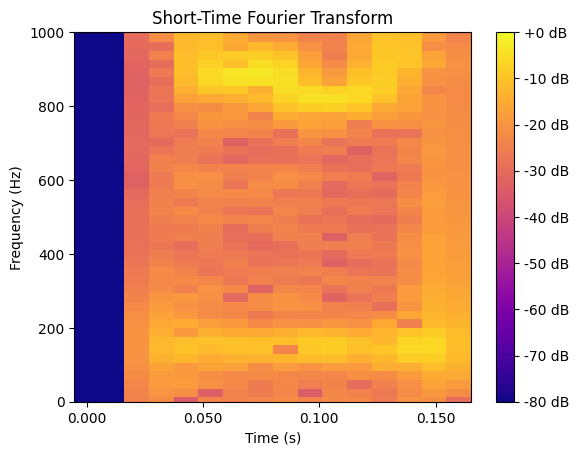 Short-Time Fourier Transform
1000
800
600
400
200
0
Frequency (Hz)
0.000
0.050
0.100
0.150
Time (s)
+0 dB
-10 dB
-20 dB
-30 dB
-40 dB
-50 dB
-60 dB
-70 dB
-80 dB